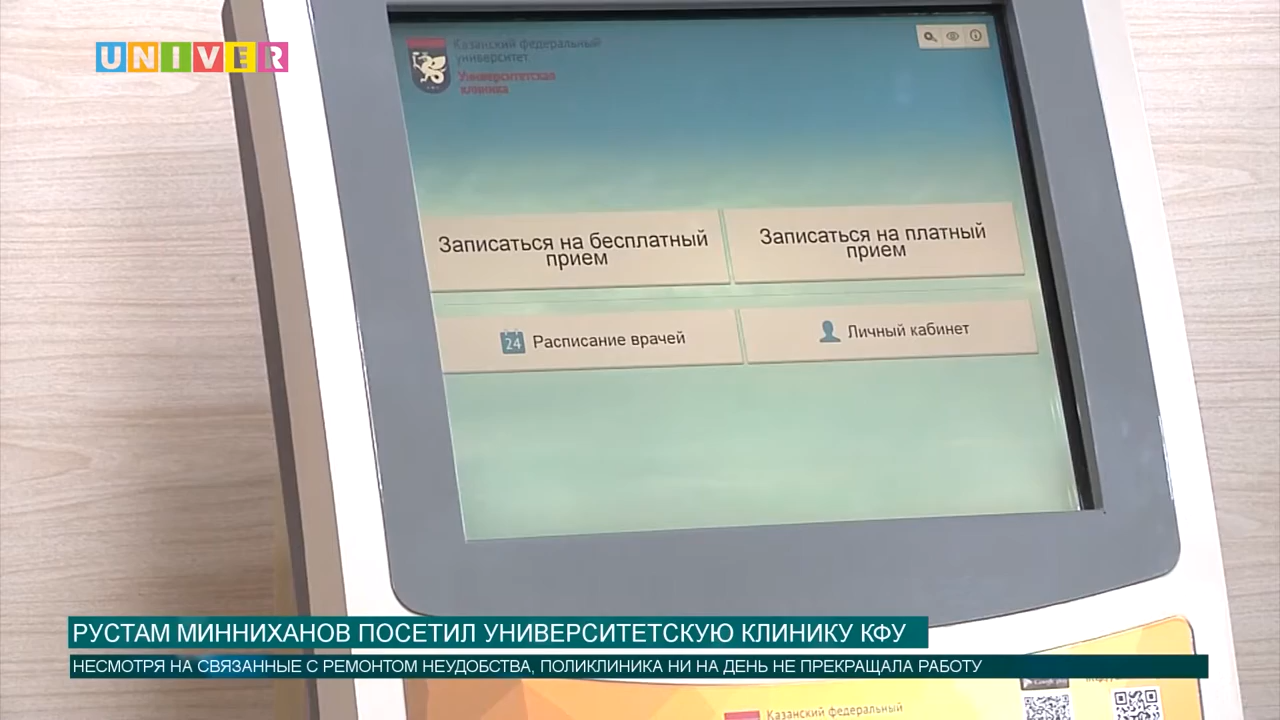 UNIVER
Казанский федеральный
университет
Университетская
клиника
Записаться на бесплатный
прием
Записаться на платный
прием
24
Расписание врачей
Личный кабинет
РУСТАМ МИННИХАНОВ ПОСЕТИЛ УНИВЕРСИТЕТСКУЮ КЛИНИКУ КФУ
НЕСМОТРЯ НА СВЯЗАННЫЕ С РЕМОНТОМ НЕУДОБСТВА, ПОЛИКЛИНИКА НИ НА ДЕНЬ НЕ ПРЕКРАЩАЛА РАБОТУ
Казанский федеральный